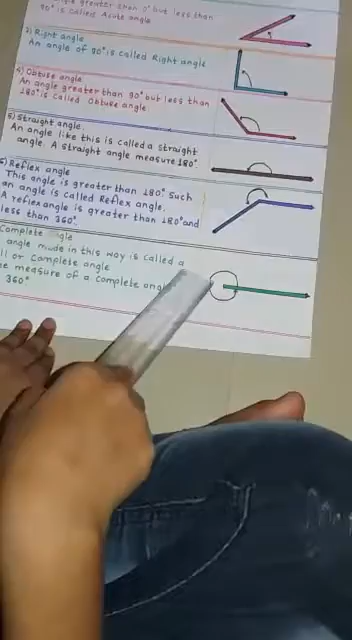 greater than 0° but less than
90° is called Acute angle
3) Right angle
An angle of 90° is called Right angle
4) Obtuse angle
An angle greater than 90° but less than
180° is called Obtuse angle
5) Straight angle
An angle like this is called a straight
angle. A straight angle measure 180°.
6) Reflex angle
This angle is greater than 180°. Such
an angle is called Reflex angle.
A reflex angle is greater than 180° and
less than 360°.
Complete
angle made in this way is called a
or Complete angle
measure of a complete
360°